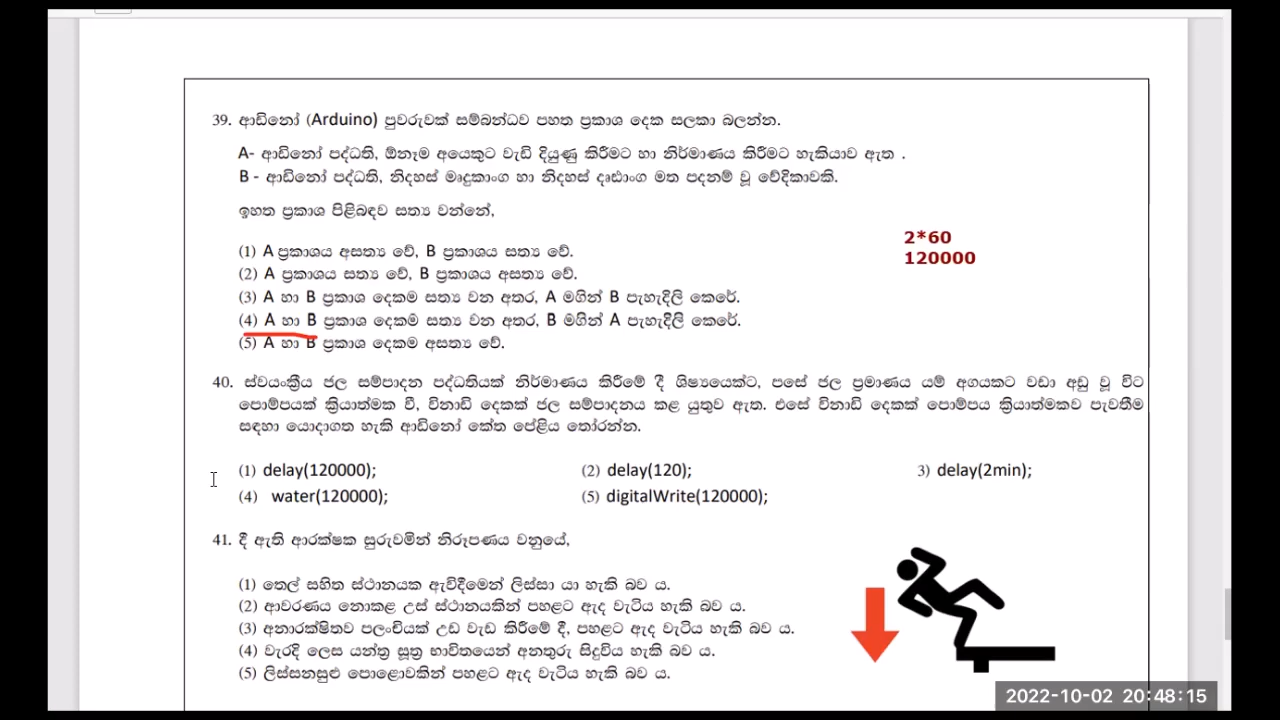 39. ආඩිනෝ (Arduino) පුවරුවක් සම්බන්ධව පහත ප්‍රකාශ දෙක සලකා බලන්න.
A- ආඩිනෝ පද්ධති, ඕනෑම අයෙකුට වැඩි දියුණු කිරීමට හා නිර්මාණය කිරීමට හැකියාව ඇත .
B - ආඩිනෝ පද්ධති, නිදහස් මෘදුකාංග හා නිදහස් දෘඪාංග මත පදනම් වූ වේදිකාවකි.
ඉහත ප්‍රකාශ පිළිබඳව සත්‍ය වන්නේ,
2*60
120000
(1) A ප්‍රකාශය අසත්‍ය වේ, B ප්‍රකාශය සත්‍ය වේ.
(2) A ප්‍රකාශය සත්‍ය වේ, B ප්‍රකාශය අසත්‍ය වේ.
(3) A හා B ප්‍රකාශ දෙකම සත්‍ය වන අතර, A මගින් B පැහැදිලි කෙරේ.
(4) A හා B ප්‍රකාශ දෙකම සත්‍ය වන අතර, B මගින් A පැහැදිලි කෙරේ.
(5) A හා B ප්‍රකාශ දෙකම අසත්‍ය වේ.
40. ස්වයංක්‍රීය ජල සම්පාදන පද්ධතියක් නිර්මාණය කිරීමේ දී ශිෂ්‍යයෙක්ට, පසේ ජල ප්‍රමාණය යම් අගයකට වඩා අඩු වූ විට
පොම්පයක් ක්‍රියාත්මක වී, විනාඩි දෙකක් ජල සම්පාදනය කළ යුතුව ඇත. එසේ විනාඩි දෙකක් පොම්පය ක්‍රියාත්මකව පැවතීම
සඳහා යොදාගත හැකි ආඩිනෝ කේත පේළිය තෝරන්න.
(1) delay(120000); (2) delay(120); 3) delay(2min);
(4) water(120000); (5) digitalWrite(120000);
41. දී ඇති ආරක්ෂක සුරුවමින් නිරූපණය වනුයේ,
(1) තෙල් සහිත ස්ථානයක ඇවිදීමෙන් ලිස්සා යා හැකි බව ය.
(2) ආවරණය නොකළ උස් ස්ථානයකින් පහළට ඇද වැටිය හැකි බව ය.
(3) අනාරක්ෂිතව පලංචියක් උඩ වැඩ කිරීමේ දී, පහළට ඇද වැටිය හැකි බව ය.
(4) වැරදි ලෙස යන්ත්‍ර සූත්‍ර භාවිතයෙන් අනතුරු සිදුවිය හැකි බව ය.
(5) ලිස්සනසුළු පොළොවකින් පහළට ඇද වැටිය හැකි බව ය.
2022-10-02 20:48:15